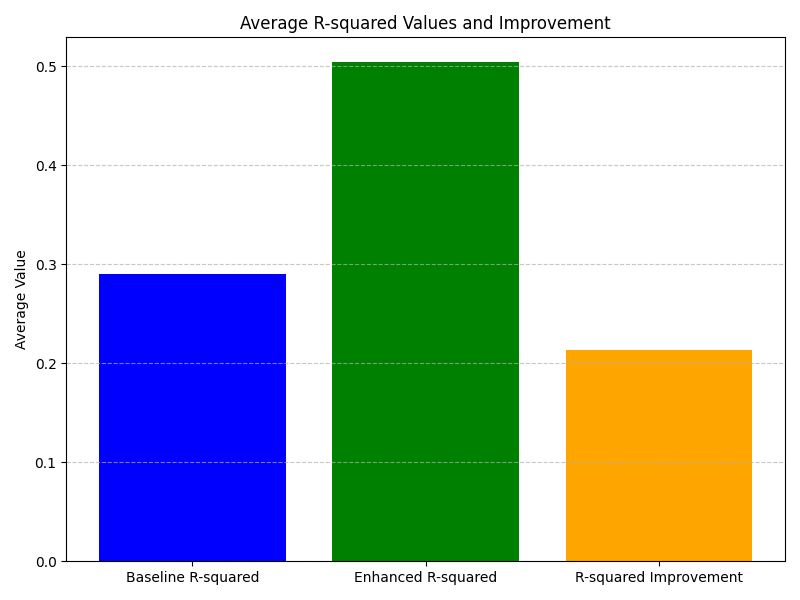 Average R-squared Values and Improvement
Average Value
0.5
0.4
0.3
0.2
0.1
0.0
Baseline R-squared
Enhanced R-squared
R-squared Improvement